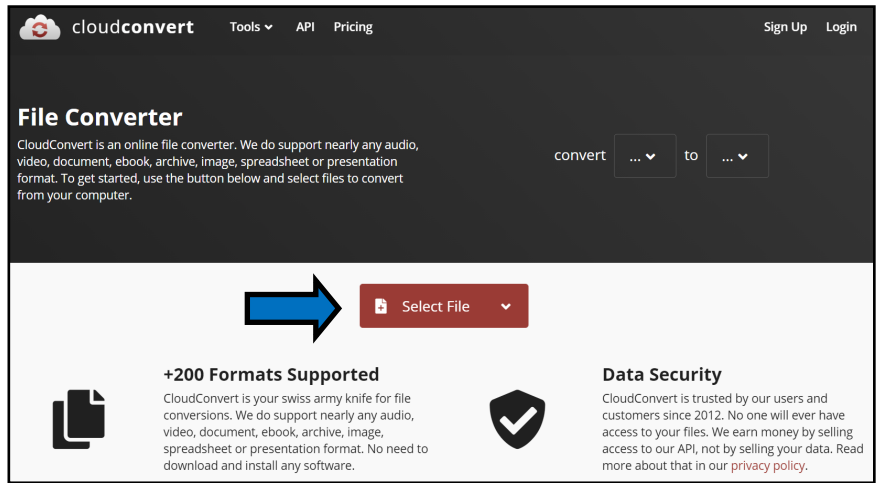 cloudconvert Tools API Pricing Sign Up Login
File Converter
CloudConvert is an online file converter. We do support nearly any audio,
video, document, ebook, archive, image, spreadsheet or presentation
format. To get started, use the button below and select files to convert
from your computer.
convert ... to ...
Select File
+200 Formats Supported
CloudConvert is your swiss army knife for file
conversions. We do support nearly any audio,
video, document, ebook, archive, image,
spreadsheet or presentation format. No need to
download and install any software.
Data Security
CloudConvert is trusted by our users and
customers since 2012. No one will ever have
access to your files. We earn money by selling
access to our API, not by selling your data. Read
more about that in our privacy policy.